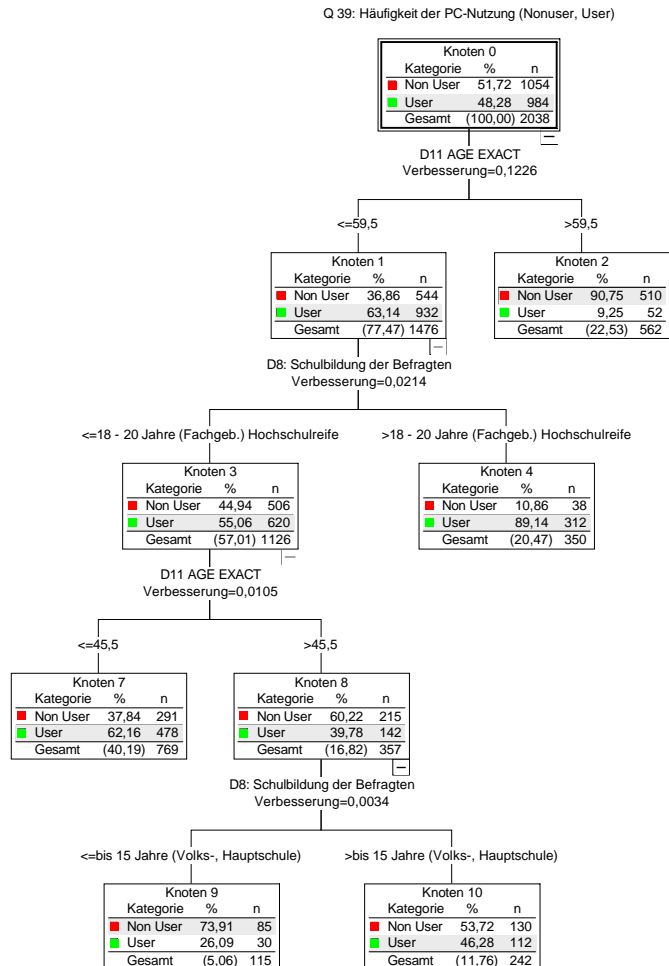 Q 39: Häufigkeit der PC-Nutzung (Nonuser, User)
Knoten 0
Kategorie % n
Non User 51,72 1054
User 48,28 984
Gesamt (100,00) 2038
D11 AGE EXACT
Verbesserung=0,1226
<=59,5
>59,5
Knoten 1
Kategorie % n
Non User 36,86 544
User 63,14 932
Gesamt (77,47) 1476
Knoten 2
Kategorie % n
Non User 90,75 510
User 9,25 52
Gesamt (22,53) 562
D8: Schulbildung der Befragten
Verbesserung=0,0214
<=18 - 20 Jahre (Fachgeb.) Hochschulreife
>18 - 20 Jahre (Fachgeb.) Hochschulreife
Knoten 3
Kategorie % n
Non User 44,94 506
User 55,06 620
Gesamt (57,01) 1126
Knoten 4
Kategorie % n
Non User 10,86 38
User 89,14 312
Gesamt (20,47) 350
D11 AGE EXACT
Verbesserung=0,0105
<=45,5
>45,5
Knoten 7
Kategorie % n
Non User 37,84 291
User 62,16 478
Gesamt (40,19) 769
Knoten 8
Kategorie % n
Non User 60,22 215
User 39,78 142
Gesamt (16,82) 357
D8: Schulbildung der Befragten
Verbesserung=0,0034
<=bis 15 Jahre (Volks-, Hauptschule)
>bis 15 Jahre (Volks-, Hauptschule)
Knoten 9
Kategorie % n
Non User 73,91 85
User 26,09 30
Gesamt (5,06) 115
Knoten 10
Kategorie % n
Non User 53,72 130
User 46,28 112
Gesamt (11,76) 242